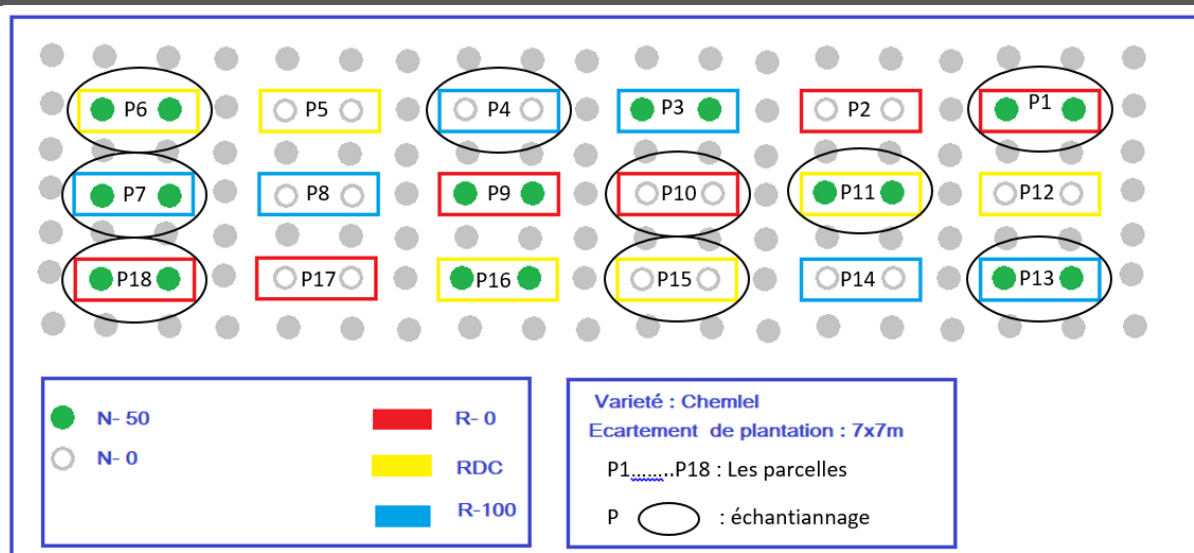 P6 P5 P4 P3 P2 P1
P7 P8 P9 P10 P11 P12
P18 P17 P16 P15 P14 P13
N- 50
N- 0
R- 0
RDC
R-100
Varieté : Chemlel
Ecartement de plantation : 7x7m
P1……..P18 : Les parcelles
P : échantiannage